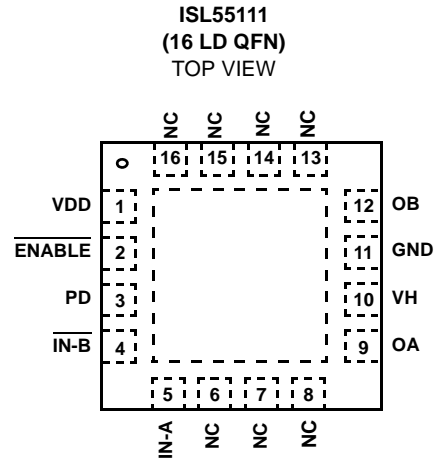 ISL55111
(16 LD QFN)
TOP VIEW
NC NC NC NC
16 15 14 13
VDD 1 12 OB
ENABLE 2 11 GND
PD 3 10 VH
IN-B 4 9 OA
5 6 7 8
IN-A NC NC NC